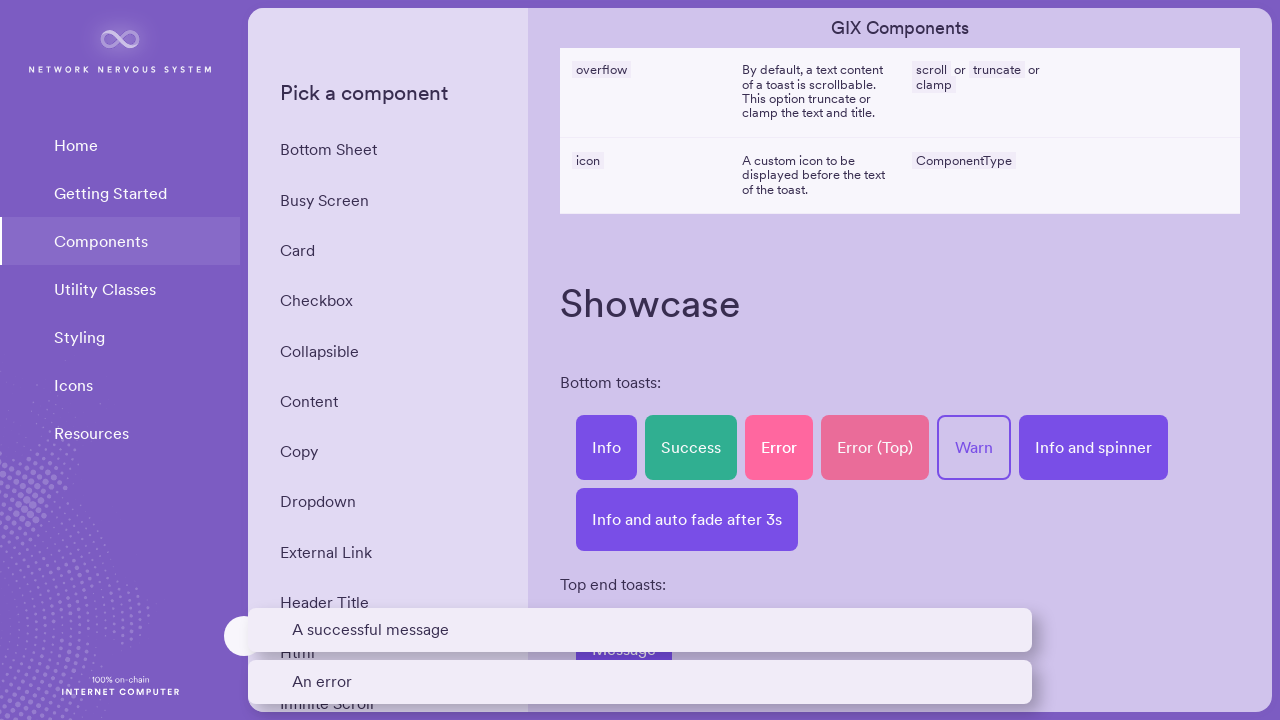 NETWORK NERVOUS SYSTEM
Home
Getting Started
Components
Utility Classes
Styling
Icons
Resources
100% on-chain
INTERNET COMPUTER
Pick a component
Bottom Sheet
Busy Screen
Card
Checkbox
Collapsible
Content
Copy
Dropdown
External Link
Header Title
Html
Infinite Scroll
GIX Components
overflow
By default, a text content
of a toast is scrollable.
This option truncate or
clamp the text and title.
scroll or truncate or
clamp
icon
A custom icon to be
displayed before the text
of the toast.
ComponentType
Showcase
Bottom toasts:
Info
Success
Error
Error (Top)
Warn
Info and spinner
Info and auto fade after 3s
Top end toasts:
Message
A successful message
An error